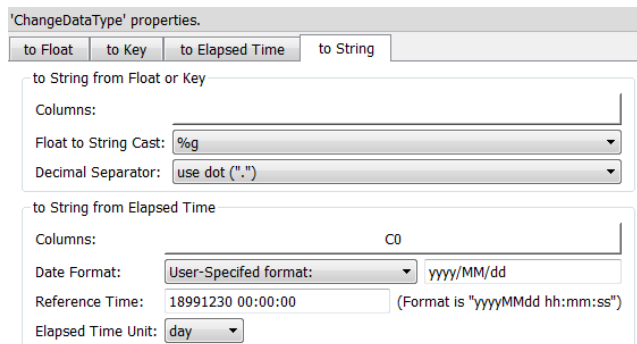 'ChangeDataType' properties.
to Float to Key to Elapsed Time to String
to String from Float or Key
Columns:
Float to String Cast: %g
Decimal Separator: use dot (".")
to String from Elapsed Time
Columns: C0
Date Format: User-Specifed format: yyyy/MM/dd
Reference Time: 18991230 00:00:00 (Format is "yyyyMMdd hh:mm:ss")
Elapsed Time Unit: day